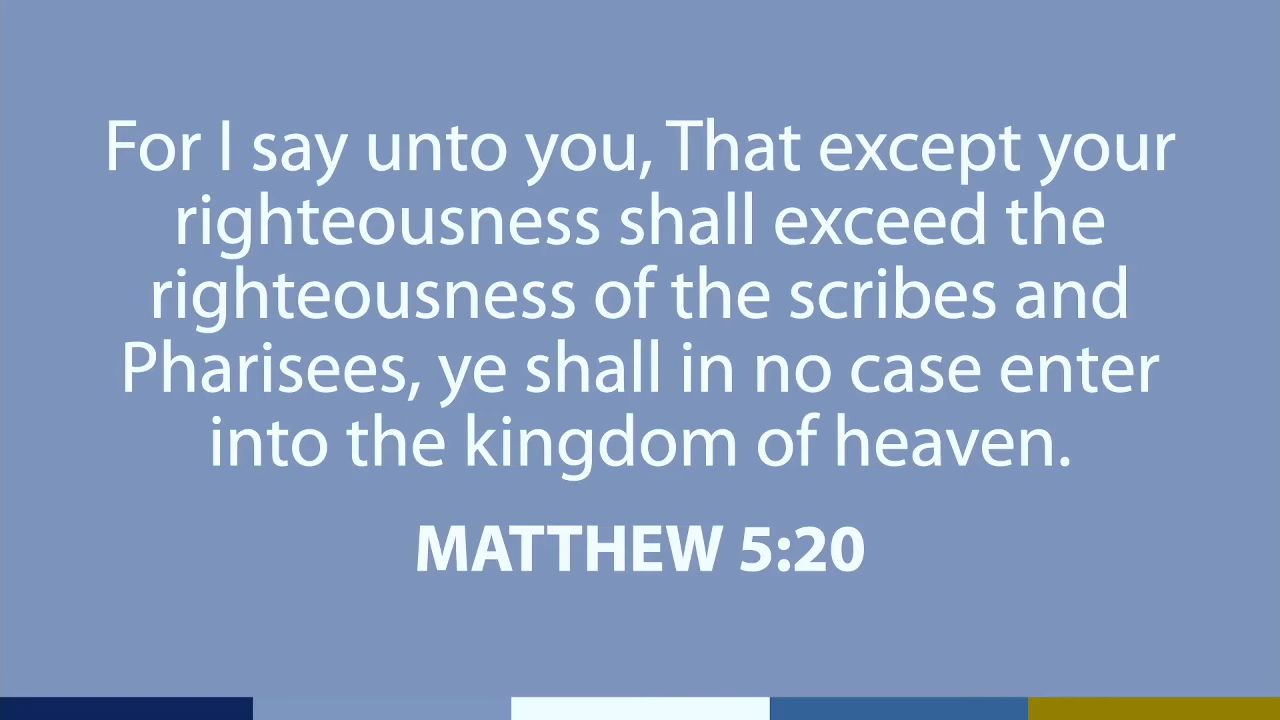 For I say unto you, That except your
righteousness shall exceed the
righteousness of the scribes and
Pharisees, ye shall in no case enter
into the kingdom of heaven.
MATTHEW 5:20